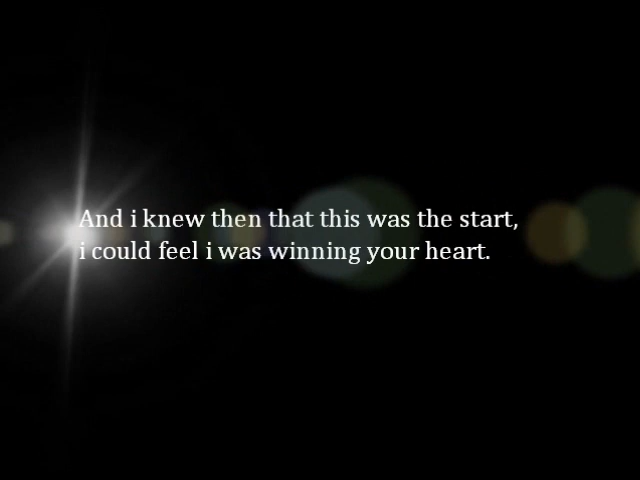 And i knew then that this was the start,
i could feel i was winning your heart.